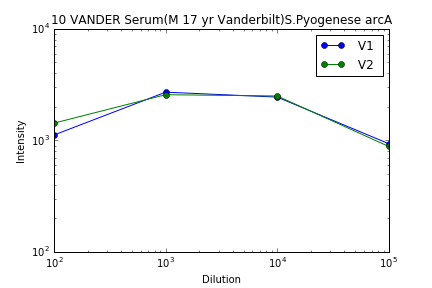 10 VANDER Serum(M 17 yr Vanderbilt)S.Pyogenese arcA
10^4
V1
V2
10^3
Intensity
10^2
10^2 10^3 10^4 10^5
Dilution